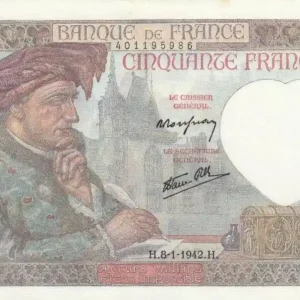 BANQUE DE FRANCE
401195986
CINQUANTE FRANC
LE CAISSIER
GÉNÉRAL,
LE SECRÉTAIRE
GÉNÉRAL,
H.8-1-1942.H.